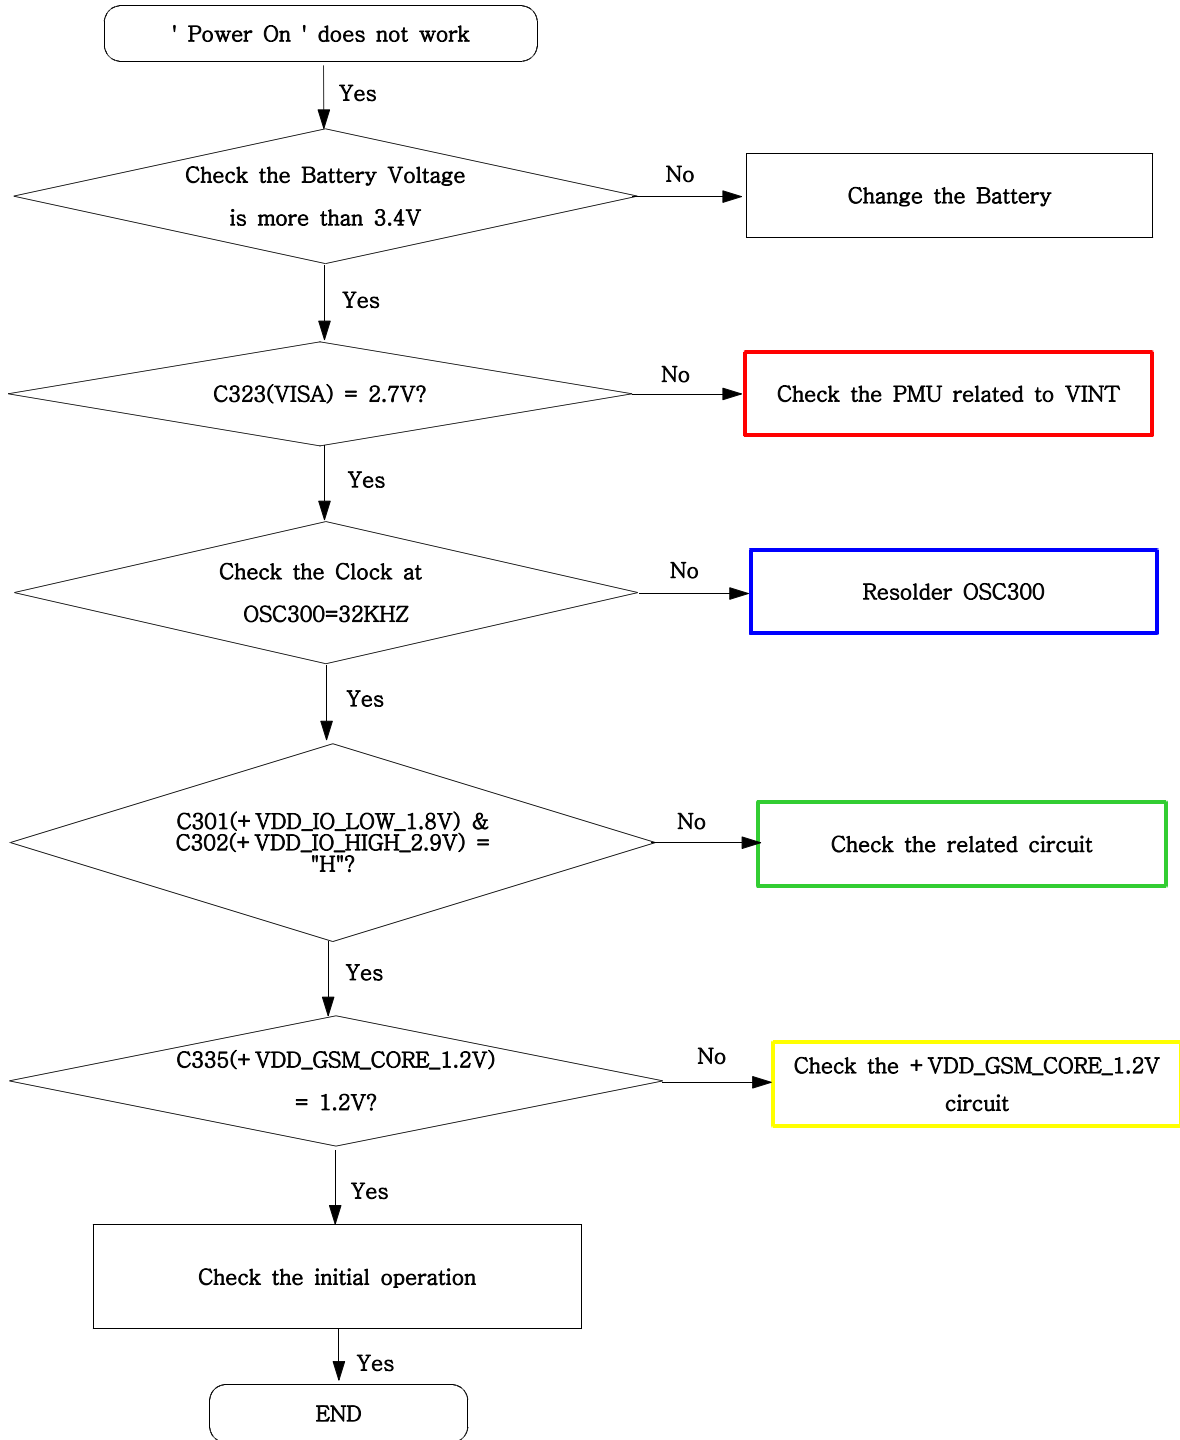 ' Power On ' does not work
Yes
Check the Battery Voltage
is more than 3.4V
No
Change the Battery
Yes
C323(VISA) = 2.7V?
No
Check the PMU related to VINT
Yes
Check the Clock at
OSC300=32KHZ
No
Resolder OSC300
Yes
C301(+VDD_IO_LOW_1.8V) &
C302(+VDD_IO_HIGH_2.9V) =
"H"?
No
Check the related circuit
Yes
C335(+VDD_GSM_CORE_1.2V)
= 1.2V?
No
Check the +VDD_GSM_CORE_1.2V
circuit
Yes
Check the initial operation
Yes
END